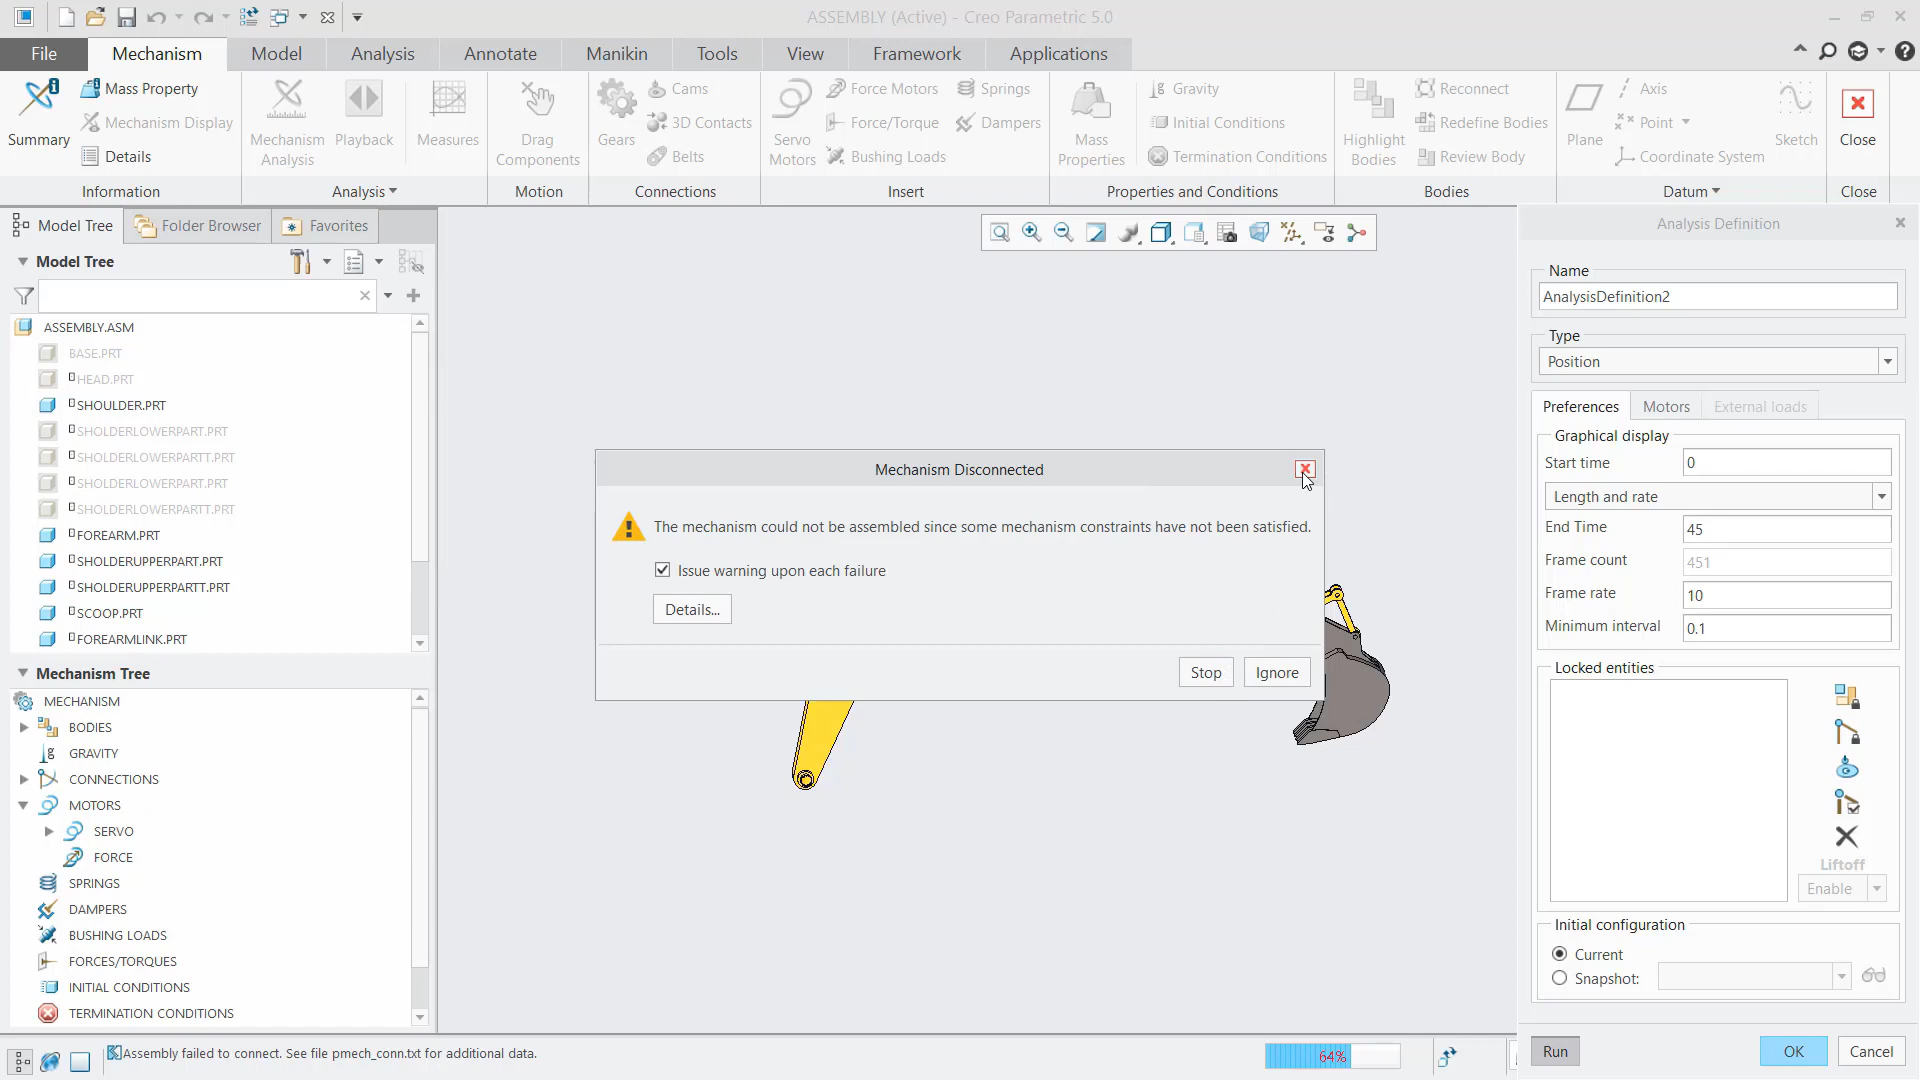 ASSEMBLY (Active) - Creo Parametric 5.0
File
Mechanism
Model
Analysis
Annotate
Manikin
Tools
View
Framework
Applications
Summary
Mass Property
Mechanism Display
Details
Information
Mechanism
Analysis
Playback
Measures
Analysis
Drag
Components
Motion
Gears
Cams
3D Contacts
Belts
Connections
Servo
Motors
Force Motors
Force/Torque
Bushing Loads
Springs
Dampers
Insert
Mass
Properties
Gravity
Initial Conditions
Termination Conditions
Properties and Conditions
Highlight
Bodies
Reconnect
Redefine Bodies
Review Body
Bodies
Plane
Axis
Point
Coordinate System
Sketch
Datum
Close
Close
Model Tree
Folder Browser
Favorites
Model Tree
ASSEMBLY.ASM
BASE.PRT
HEAD.PRT
SHOULDER.PRT
SHOLDERLOWERPART.PRT
SHOLDERLOWERPARTT.PRT
SHOLDERLOWERPART.PRT
SHOLDERLOWERPARTT.PRT
FOREARM.PRT
SHOLDERUPPERPART.PRT
SHOLDERUPPERPARTT.PRT
SCOOP.PRT
FOREARMLINK.PRT
Mechanism Tree
MECHANISM
BODIES
GRAVITY
CONNECTIONS
MOTORS
SERVO
FORCE
SPRINGS
DAMPERS
BUSHING LOADS
FORCES/TORQUES
INITIAL CONDITIONS
TERMINATION CONDITIONS
Mechanism Disconnected
The mechanism could not be assembled since some mechanism constraints have not been satisfied.
Issue warning upon each failure
Details...
Stop
Ignore
Analysis Definition
Name
AnalysisDefinition2
Type
Position
Preferences
Motors
External loads
Graphical display
Start time
0
Length and rate
End Time
45
Frame count
451
Frame rate
10
Minimum interval
0.1
Locked entities
Liftoff
Enable
Initial configuration
Current
Snapshot:
Run
OK
Cancel
Assembly failed to connect. See file pmech_conn.txt for additional data.
64%